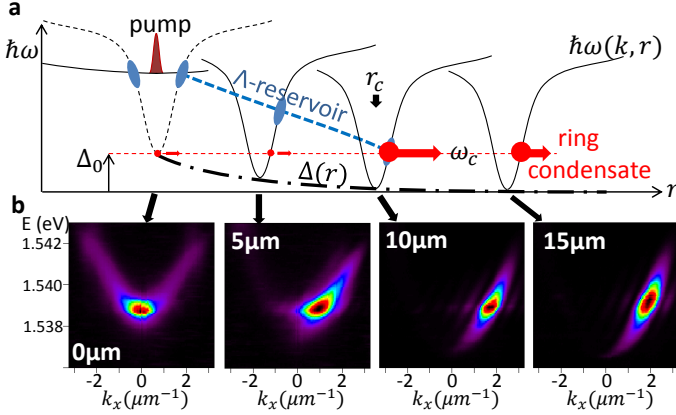 a
pump
ħω
ħω(k, r)
Λ-reservoir
r_c
ring
condensate
ω_c
Δ_0
Δ(r)
r
b
E (eV)
1.542
1.540
1.538
0μm
5μm
10μm
15μm
-2 0 2
-2 0 2
-2 0 2
-2 0 2
k_x(μm⁻¹)
k_x(μm⁻¹)
k_x(μm⁻¹)
k_x(μm⁻¹)